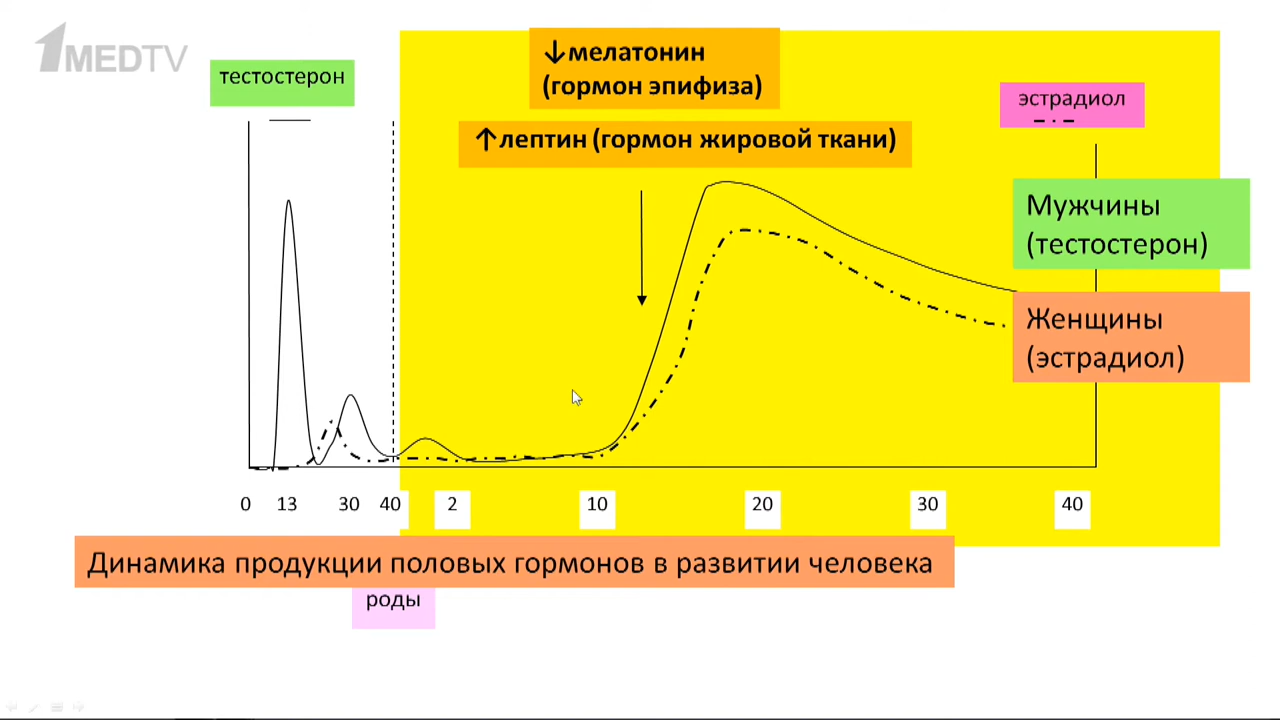 1MEDTV
↓мелатонин
(гормон эпифиза)
тестостерон
эстрадиол
↑лептин (гормон жировой ткани)
Мужчины
(тестостерон)
Женщины
(эстрадиол)
0 13 30 40 2 10 20 30 40
Динамика продукции половых гормонов в развитии человека
роды